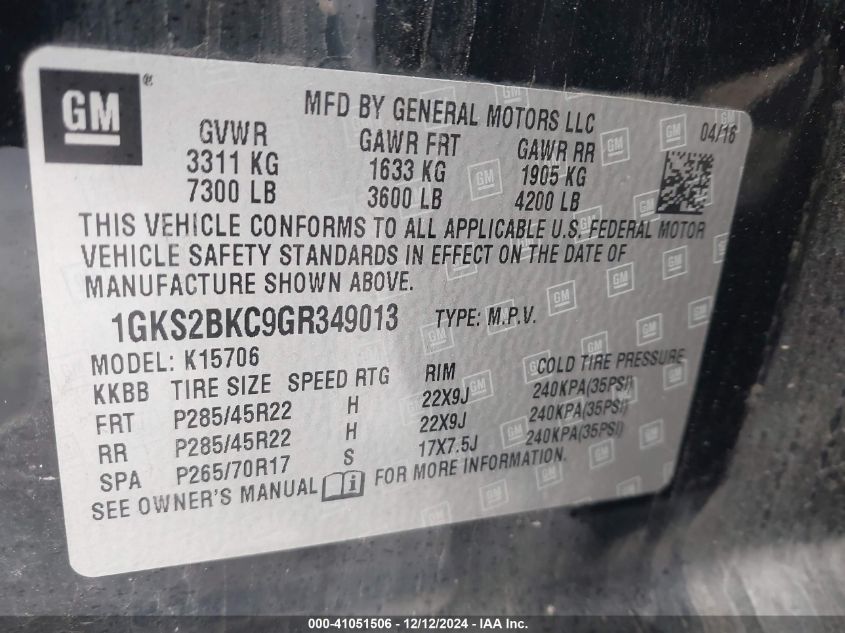 GM ®
MFD BY GENERAL MOTORS LLC
04/16
GVWR GAWR FRT GAWR RR
3311 KG 1633 KG 1905 KG
7300 LB 3600 LB 4200 LB
THIS VEHICLE CONFORMS TO ALL APPLICABLE U.S. FEDERAL MOTOR
VEHICLE SAFETY STANDARDS IN EFFECT ON THE DATE OF
MANUFACTURE SHOWN ABOVE.
1GKS2BKC9GR349013 TYPE: M.P.V.
MODEL: K15706
KKBB TIRE SIZE SPEED RTG RIM COLD TIRE PRESSURE
FRT P285/45R22 H 22X9J 240KPA(35PSI)
RR P285/45R22 H 22X9J 240KPA(35PSI)
SPA P265/70R17 S 17X7.5J 240KPA(35PSI)
SEE OWNER'S MANUAL i FOR MORE INFORMATION.
000-41051506 - 12/12/2024 - IAA Inc.